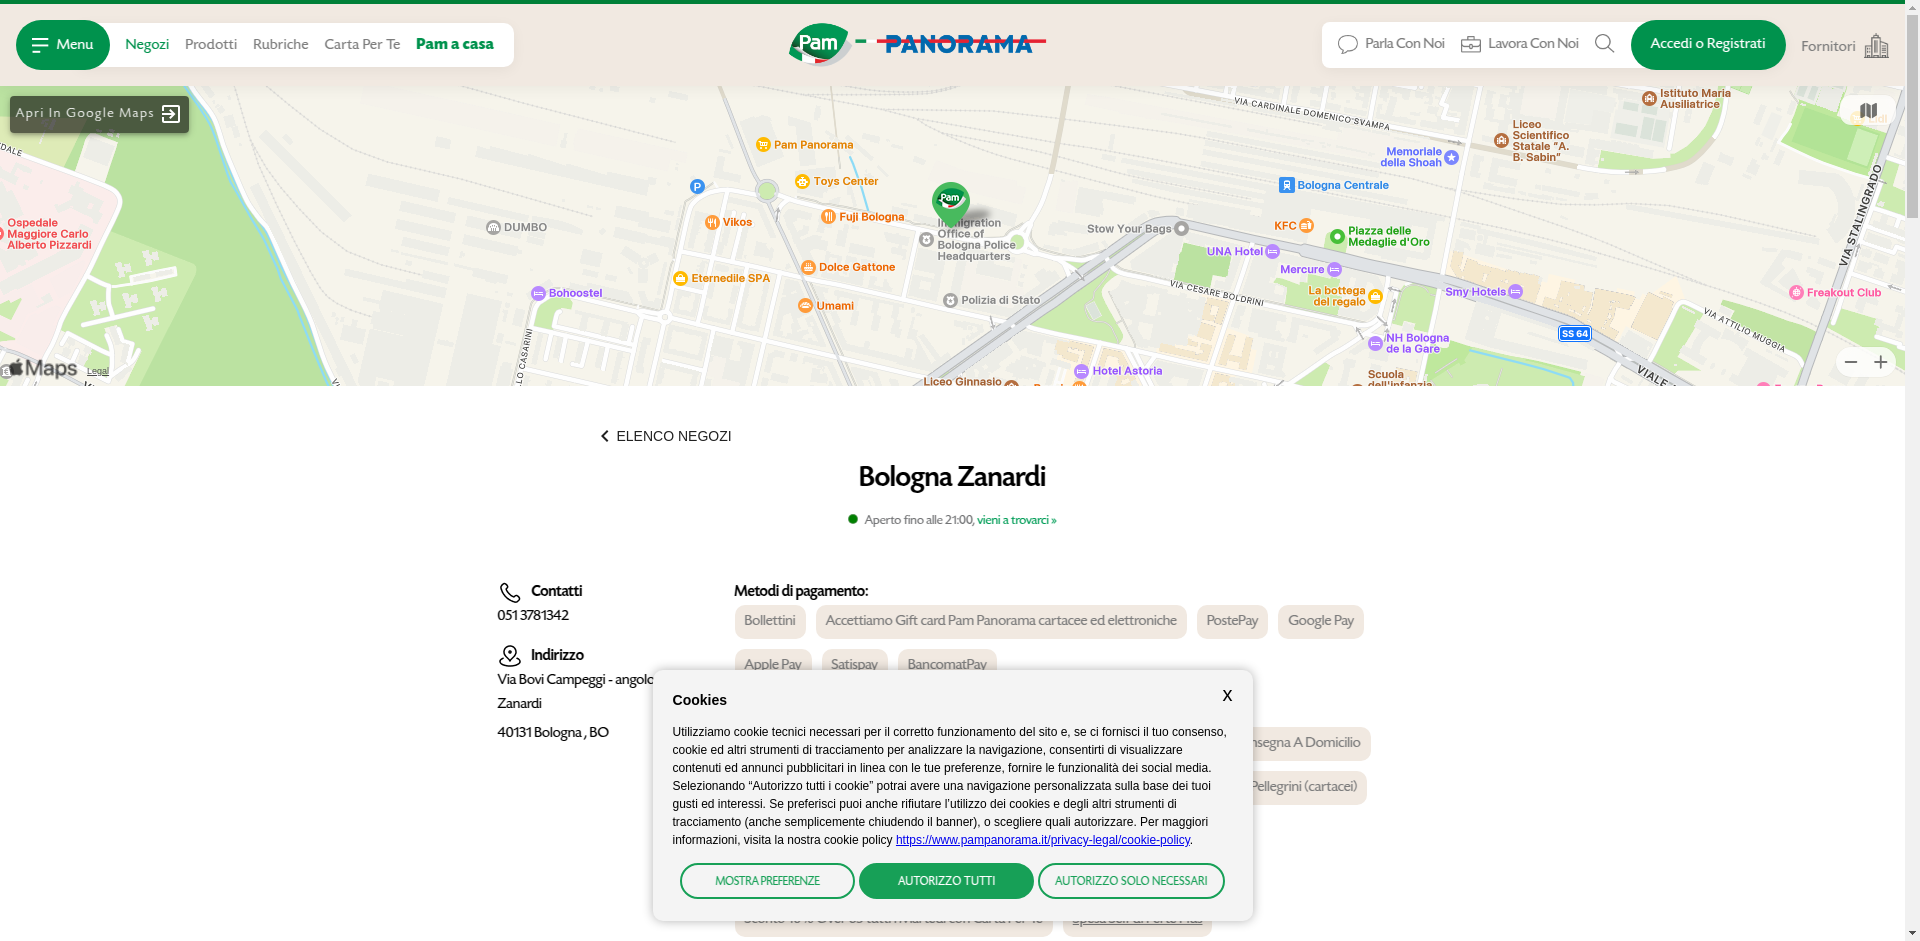 Menu Negozi Prodotti Rubriche Carta Per Te Pam a casa
Pam PANORAMA
Parla Con Noi Lavora Con Noi Accedi o Registrati Fornitori
Apri In Google Maps
VIA CARDINALE DOMENICO SVAMPA
Istituto Maria
Ausiliatrice
Liceo
Scientifico
Statale "A.
B. Sabin"
Pam Panorama
Memoriale
della Shoah
Toys Center
P
Bologna Centrale
Pam
Vikos
Fuji Bologna
Immigration
Office of
Bologna Police
Headquarters
DUMBO
Ospedale
Maggiore Carlo
Alberto Pizzardi
Stow Your Bags
KFC
Piazza delle
Medaglie d'Oro
VIA STALINGRADO
UNA Hotel
Dolce Gattone
Mercure
Eternedile SPA
Bohoostel
Umami
Polizia di Stato
VIA CESARE BOLDRINI
La bottega
del regalo
Smy Hotels
Freakout Club
VIA ATTILIO MUGGIA
SS 64
NH Bologna
de la Gare
Maps Legal
Hotel Astoria
Liceo Ginnasio
Scuola
dell'infanzia
ELENCO NEGOZI
Bologna Zanardi
Aperto fino alle 21:00, vieni a trovarci »
Contatti
051 3781342
Indirizzo
Via Bovi Campeggi - angolo
Zanardi
40131 Bologna , BO
Metodi di pagamento:
Bollettini Accettiamo Gift card Pam Panorama cartacee ed elettroniche PostePay Google Pay
Apple Pay Satispay BancomatPay
A Domicilio
Pellegrini (cartacei)
Cookies
X
Utilizziamo cookie tecnici necessari per il corretto funzionamento del sito e, se ci fornisci il tuo consenso,
cookie ed altri strumenti di tracciamento per analizzare la navigazione, consentirti di visualizzare
contenuti ed annunci pubblicitari in linea con le tue preferenze, fornire le funzionalità dei social media.
Selezionando “Autorizzo tutti i cookie” potrai avere una navigazione personalizzata sulla base dei tuoi
gusti ed interessi. Se preferisci puoi anche rifiutare l’utilizzo dei cookies e degli altri strumenti di
tracciamento (anche semplicemente chiudendo il banner), o scegliere quali autorizzare. Per maggiori
informazioni, visita la nostra cookie policy https://www.pampanorama.it/privacy-legal/cookie-policy.
MOSTRA PREFERENZE AUTORIZZO TUTTI AUTORIZZO SOLO NECESSARI